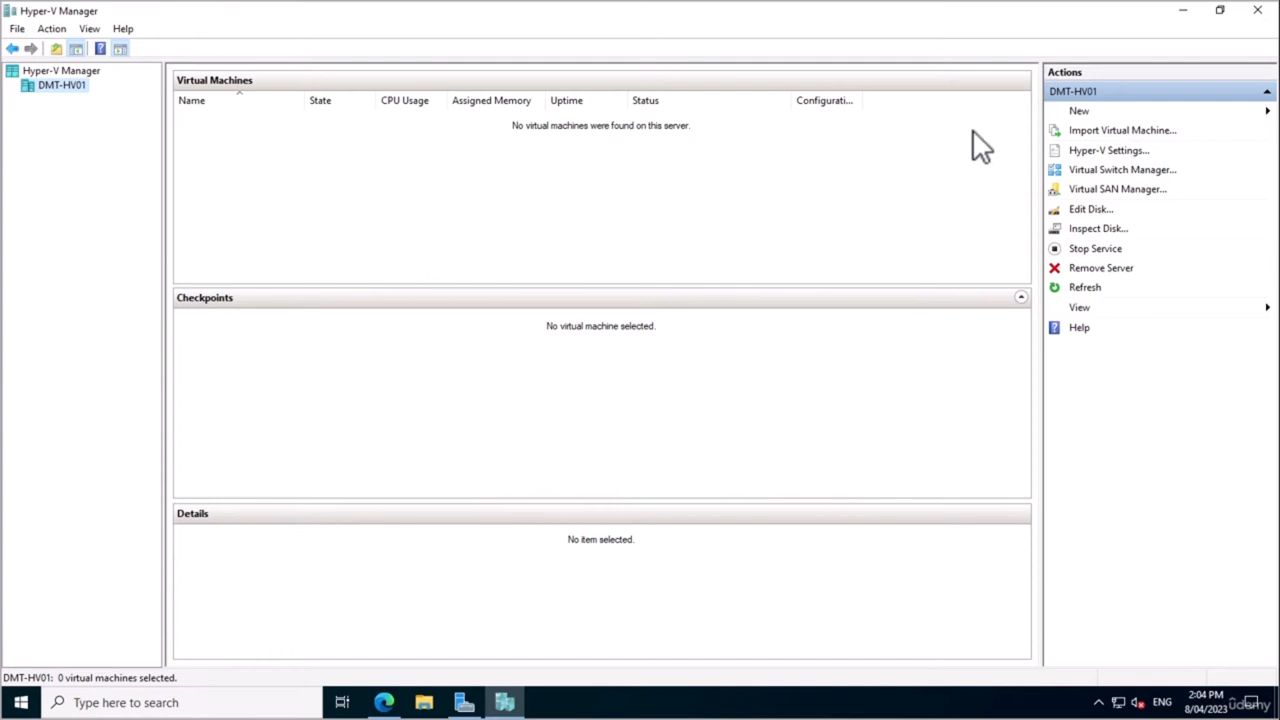 Hyper-V Manager
File Action View Help
Hyper-V Manager
DMT-HV01
Virtual Machines
Name State CPU Usage Assigned Memory Uptime Status Configurati...
No virtual machines were found on this server.
Checkpoints
No virtual machine selected.
Details
No item selected.
Actions
DMT-HV01
New
Import Virtual Machine...
Hyper-V Settings...
Virtual Switch Manager...
Virtual SAN Manager...
Edit Disk...
Inspect Disk...
Stop Service
Remove Server
Refresh
View
Help
DMT-HV01: 0 virtual machines selected.
Type here to search
ENG
2:04 PM
8/04/2023
udemy